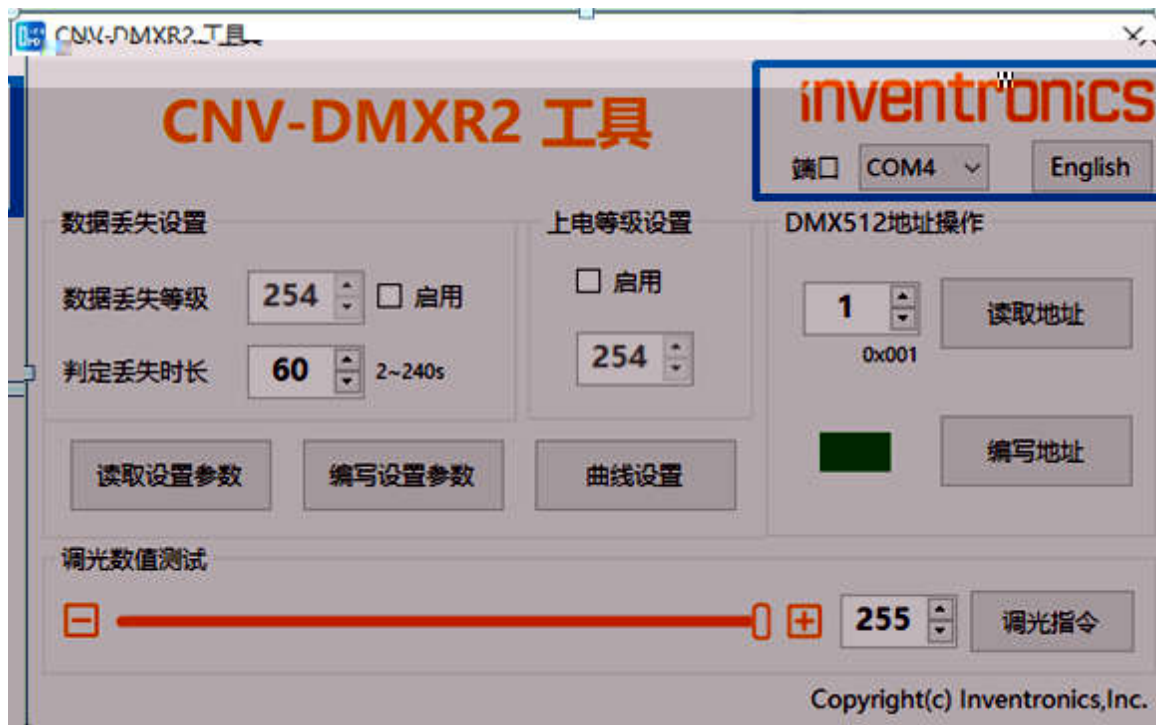 CNV-DMXR2 工具
CNV-DMXR2 工具
inventronics
端口 COM4 English
数据丢失设置
上电等级设置
DMX512地址操作
数据丢失等级 254 启用
启用
1 读取地址
0x001
判定丢失时长 60 2~240s
254
读取设置参数 编写设置参数 曲线设置
编写地址
调光数值测试
255 调光指令
Copyright(c) Inventronics,Inc.